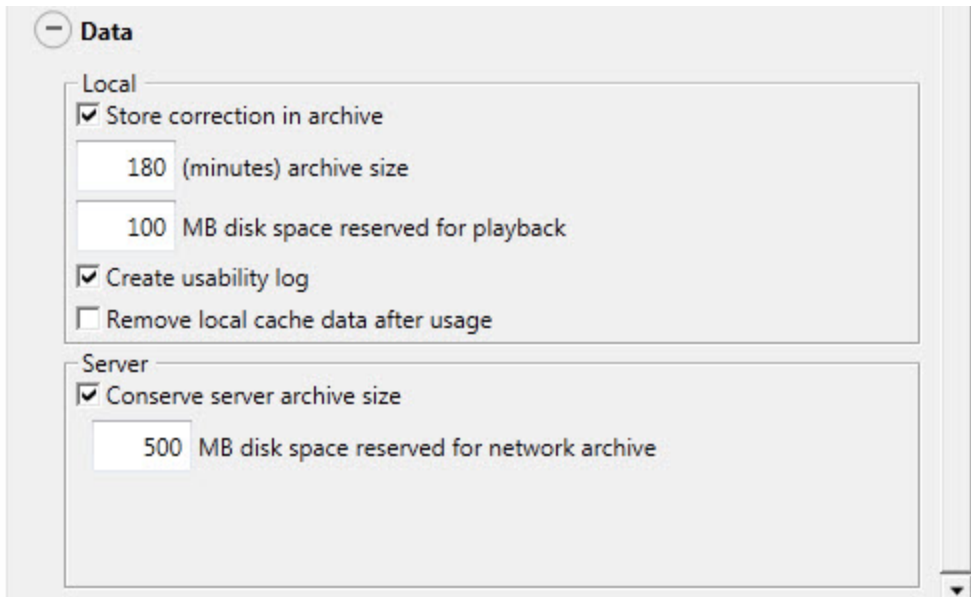 Data
Local
Store correction in archive
180 (minutes) archive size
100 MB disk space reserved for playback
Create usability log
Remove local cache data after usage
Server
Conserve server archive size
500 MB disk space reserved for network archive